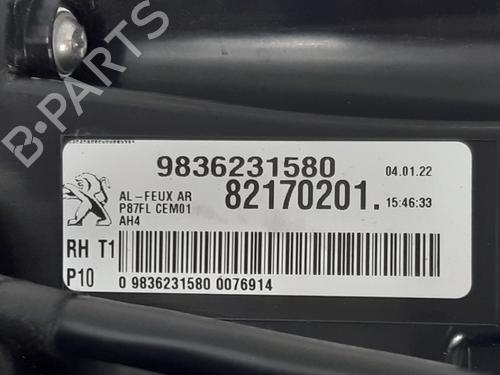 B-PARTS
9836231580
04.01.22
AL-FEUX AR
82170201.
15:46:33
P87FL CEM01
AH4
RH T1
P10
0 9836231580 0076914